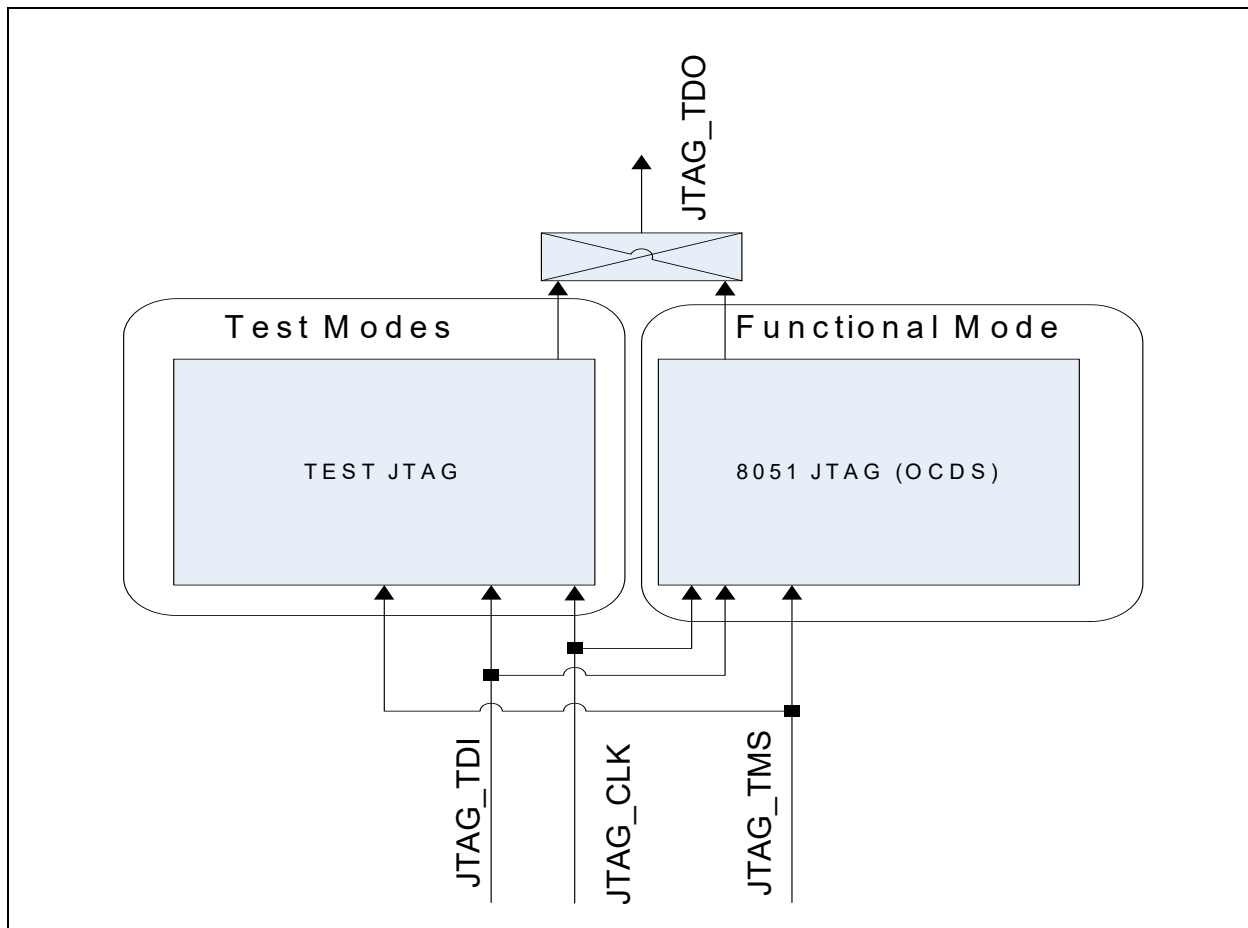 JTAG_TDO
Test Modes
Functional Mode
TEST JTAG
8051 JTAG (OCDS)
JTAG_TDI
JTAG_CLK
JTAG_TMS